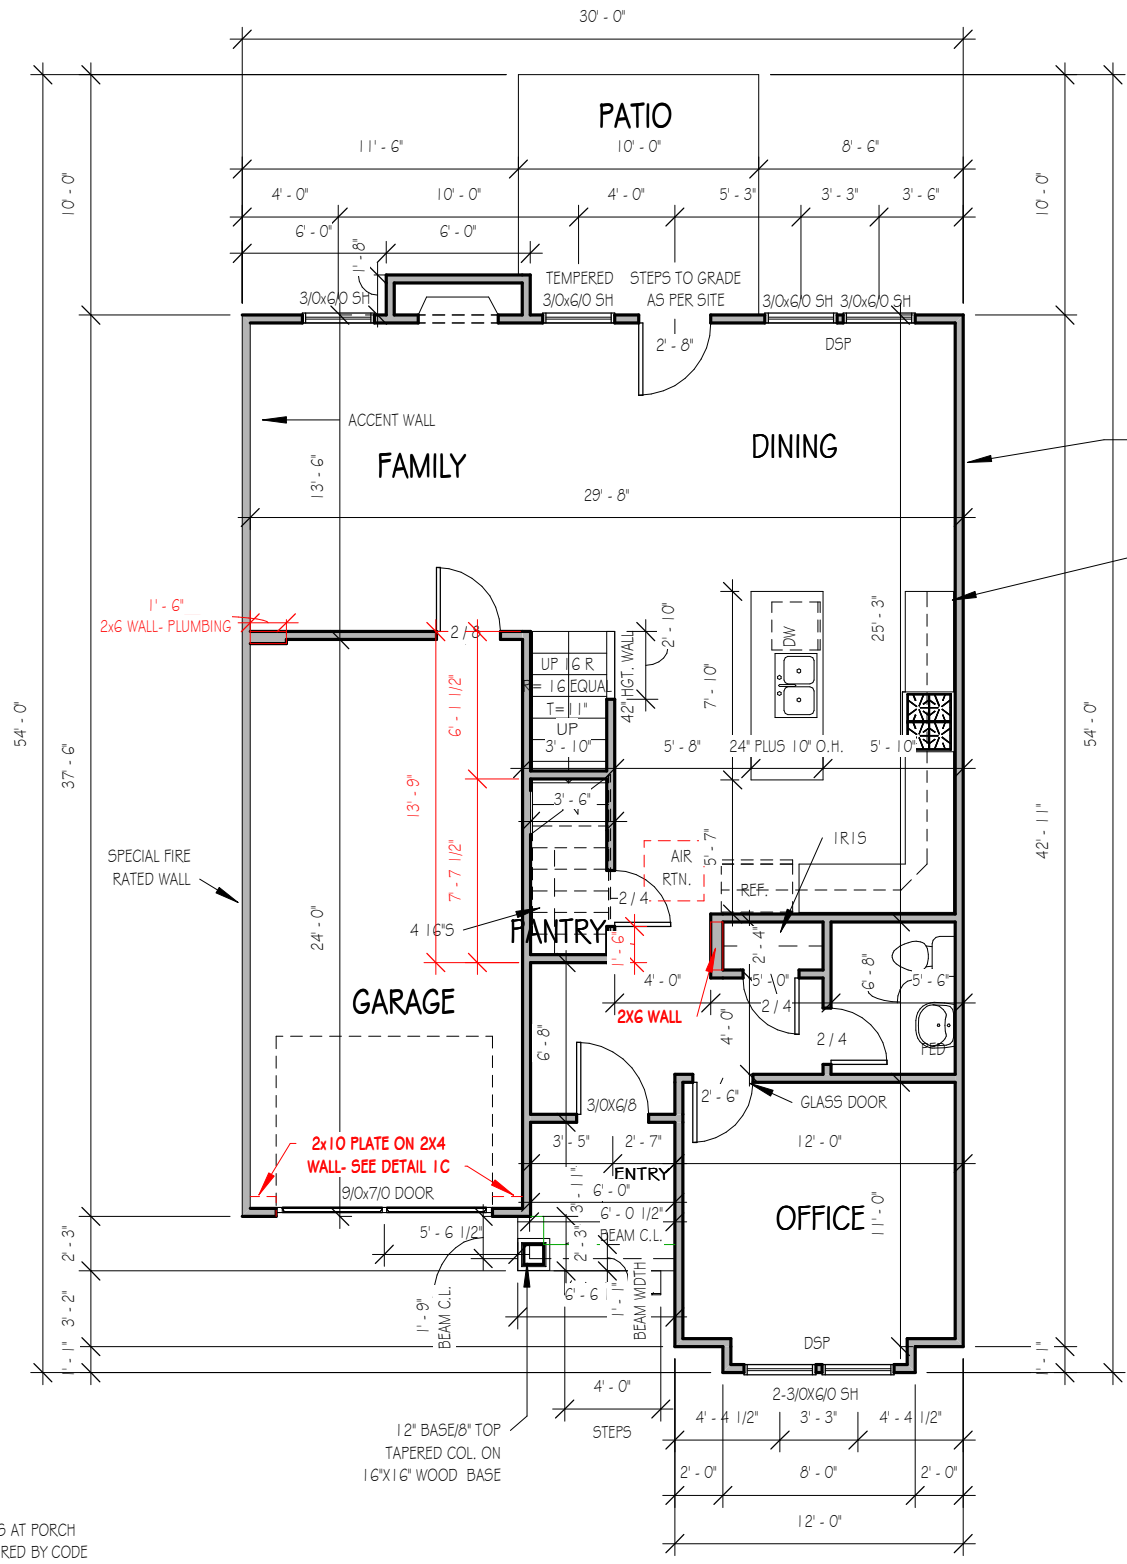 30' - 0"
PATIO
11' - 6"
10' - 0"
8' - 6"
4' - 0"
10' - 0"
4' - 0"
5' - 3"
3' - 3"
3' - 6"
6' - 0"
6' - 0"
1' - 8"
10' - 0"
10' - 0"
TEMPERED
3/0x6/0 SH
STEPS TO GRADE
AS PER SITE
3/0x6/0 SH
3/0x6/0 SH
3/0x6/0 SH
2' - 8"
DSP
ACCENT WALL
FAMILY
DINING
13' - 6"
29' - 8"
1' - 6"
2x6 WALL- PLUMBING
2 / 8
UP 16 R
R= 16 EQUAL
T=11"
UP
3' - 10"
42" HGT. WALL
2' - 10"
DW
25' - 3"
7' - 10"
5' - 8"
24" PLUS 10" O.H.
5' - 10"
54' - 0"
37' - 6"
54' - 0"
42' - 11"
6' - 1 1/2"
13' - 9"
7' - 7 1/2"
3' - 6"
SPECIAL FIRE
RATED WALL
AIR
RTN.
5' - 7"
IRIS
REF.
2 / 4
4 16"S
PANTRY
1' - 6"
24' - 0"
2' - 4"
4' - 0"
5' - 0"
6' - 8"
5' - 6"
GARAGE
2X6 WALL
2 / 4
2 / 4
PED
4' - 0"
6' - 8"
3/0X6/8
2' - 6"
GLASS DOOR
2x10 PLATE ON 2X4
WALL- SEE DETAIL 1C
9/0x7/0 DOOR
3' - 5"
2' - 7"
12' - 0"
ENTRY
3' - 11"
6' - 0"
6' - 0 1/2"
BEAM C.L.
OFFICE
11' - 0"
5' - 6 1/2"
2' - 3"
2' - 3"
3' - 2"
1' - 1"
1' - 9"
BEAM C.L.
6' - 6
1' - 1"
BEAM WIDTH
DSP
1' - 1"
2-3/0X6/0 SH
4' - 0"
STEPS
4' - 4 1/2"
3' - 3"
4' - 4 1/2"
12" BASE/8" TOP
TAPERED COL. ON
16"X16" WOOD BASE
2' - 0"
8' - 0"
2' - 0"
12' - 0"
S AT PORCH
RED BY CODE